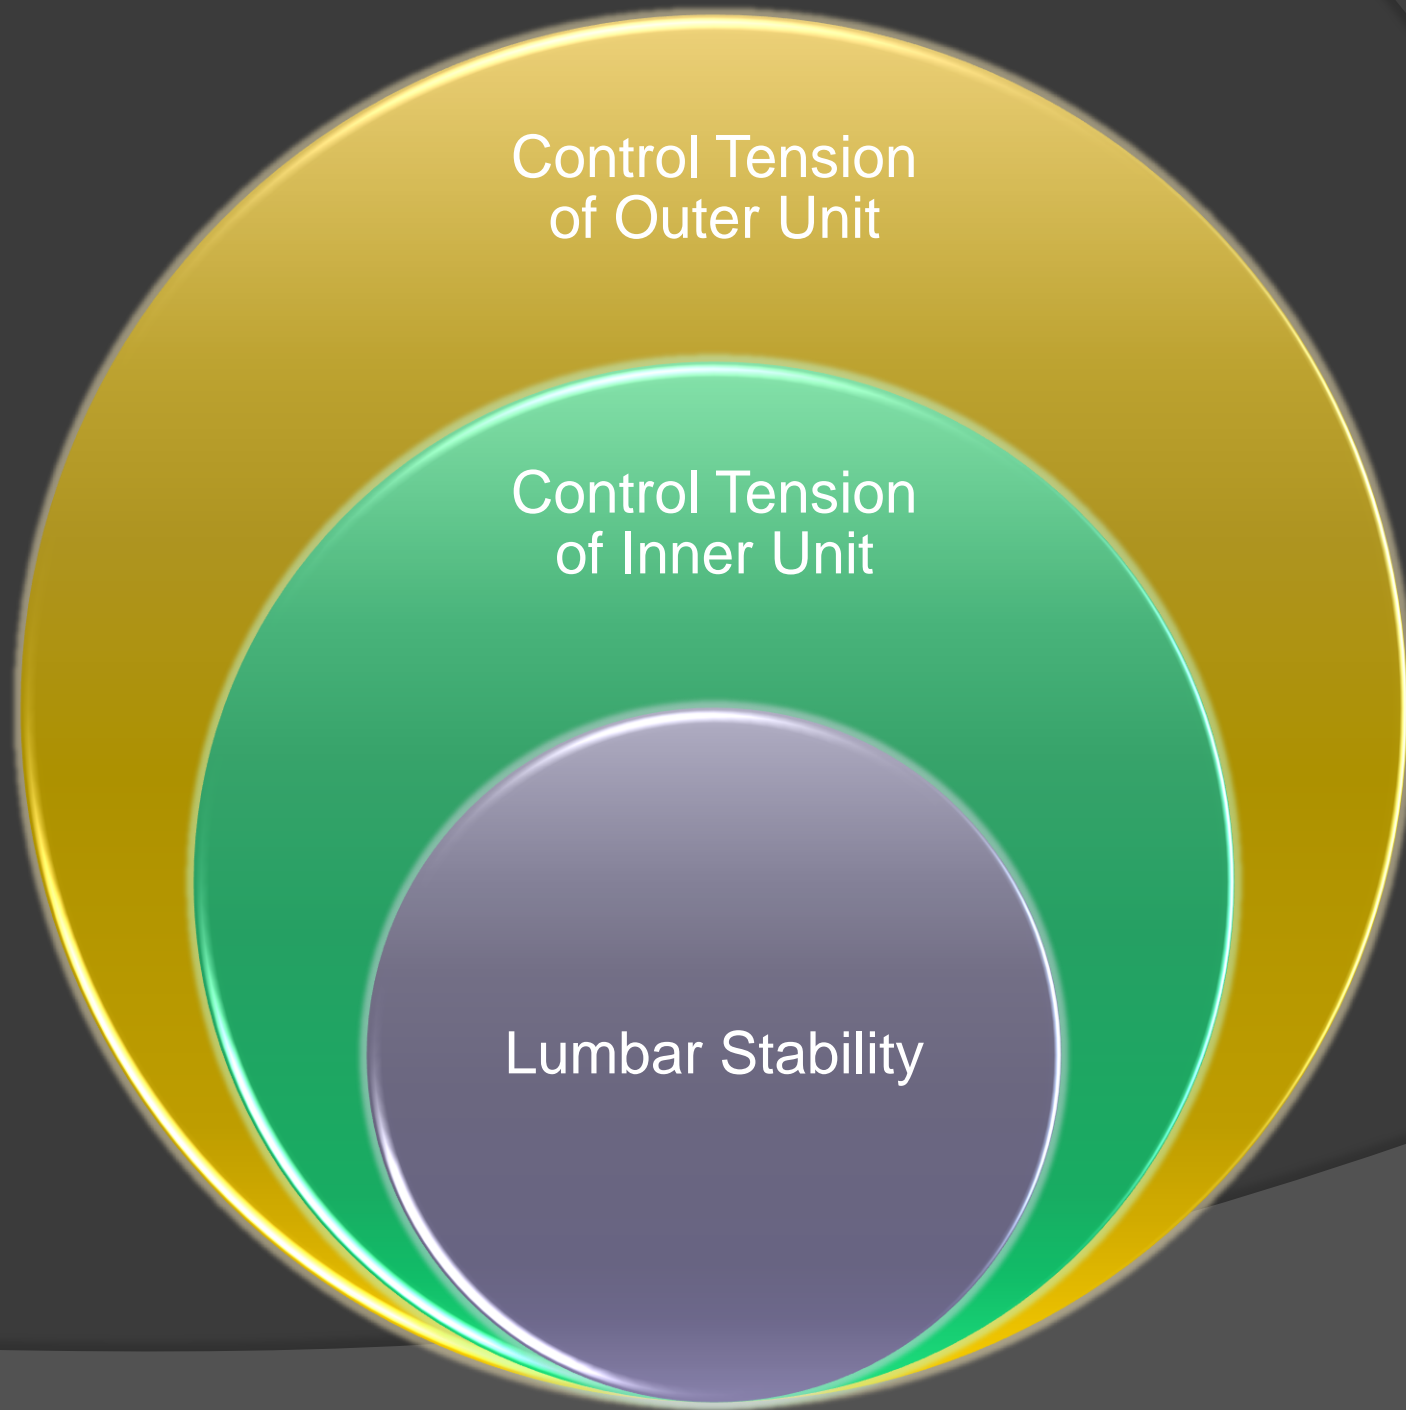 Control Tension
of Outer Unit
Control Tension
of Inner Unit
Lumbar Stability